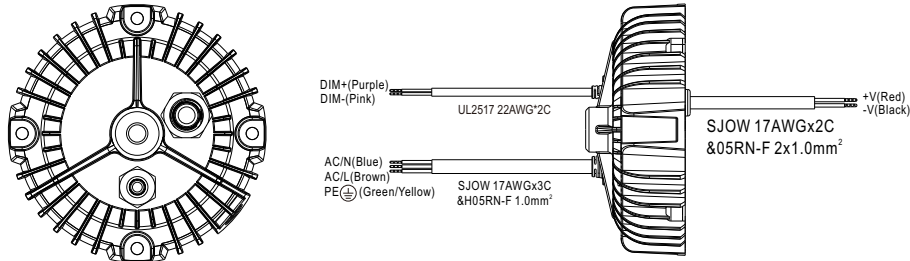 DIM+(Purple)
DIM-(Pink)
UL2517 22AWG*2C
AC/N(Blue)
AC/L(Brown)
PE⏚(Green/Yellow)
SJOW 17AWGx3C
&H05RN-F 1.0mm²
+V(Red)
-V(Black)
SJOW 17AWGx2C
&05RN-F 2x1.0mm²